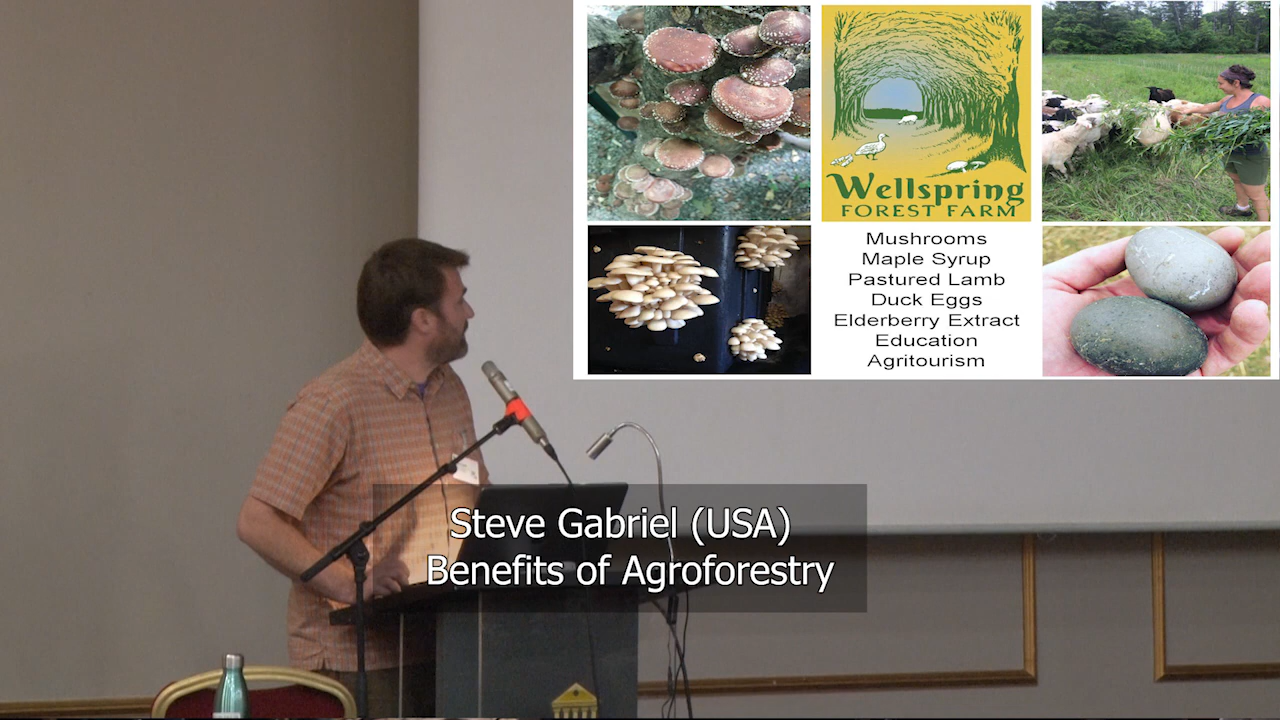 Wellspring
FOREST FARM
Mushrooms
Maple Syrup
Pastured Lamb
Duck Eggs
Elderberry Extract
Education
Agritourism
Steve Gabriel (USA)
Benefits of Agroforestry